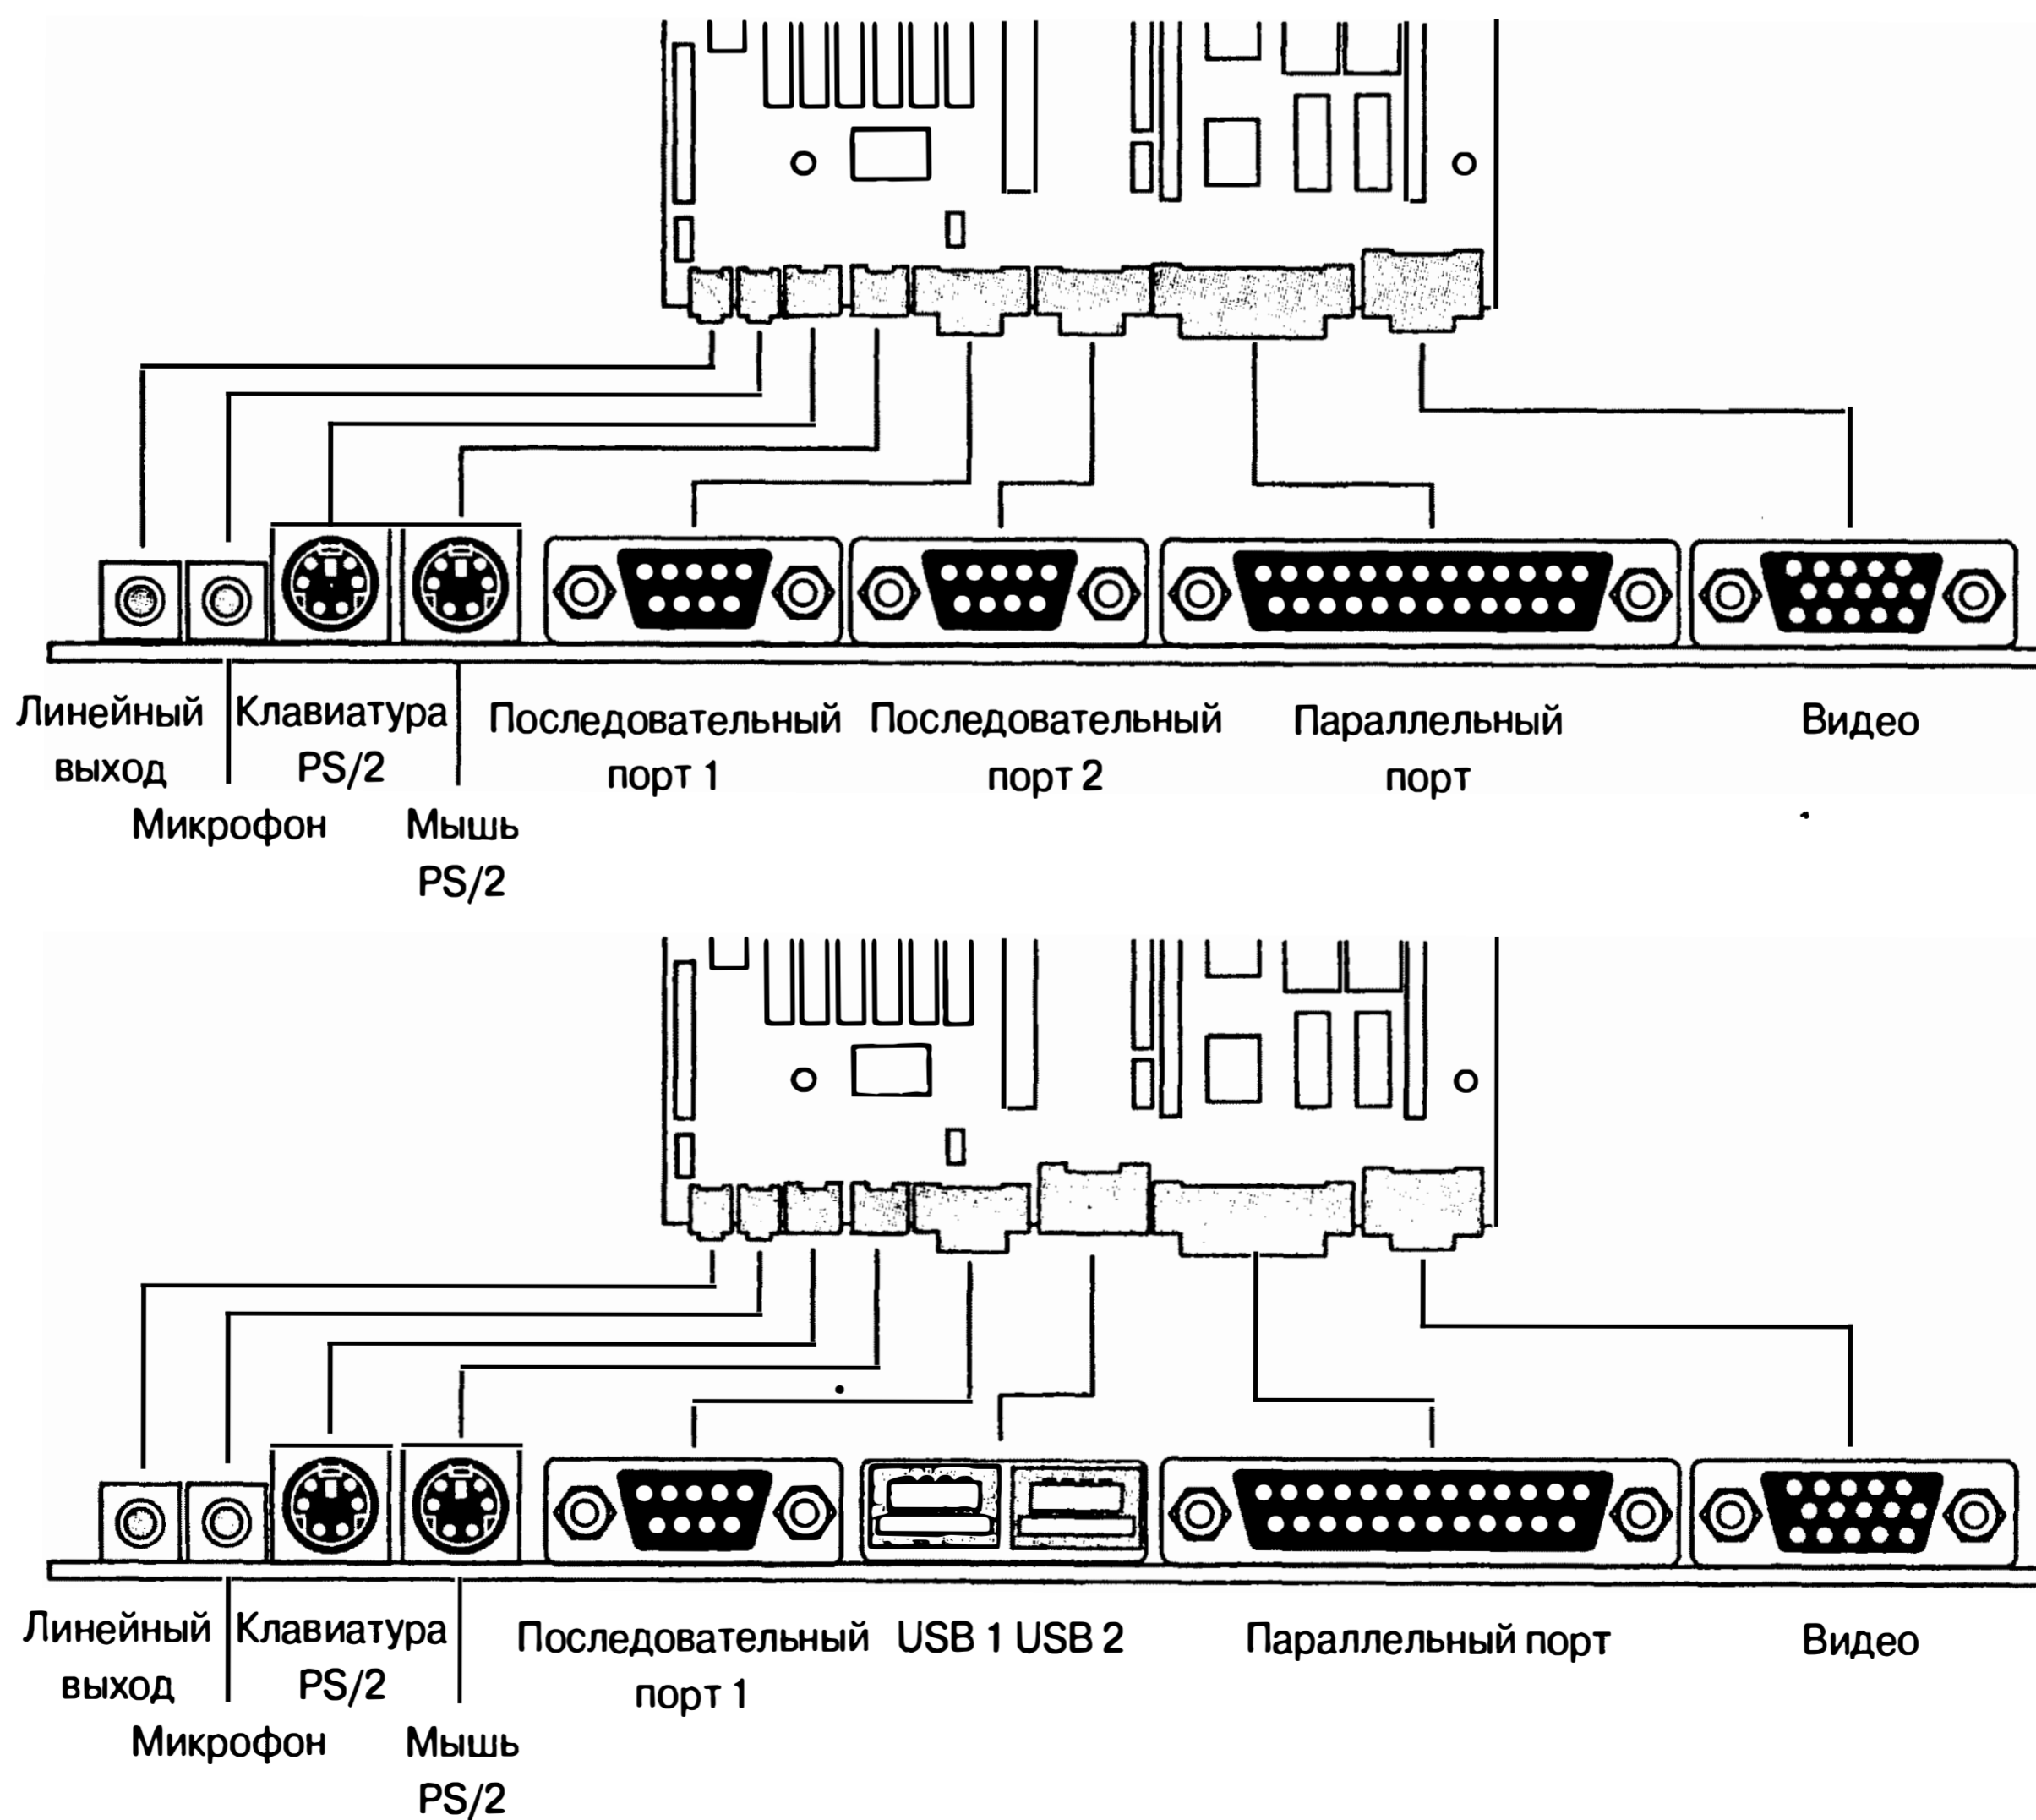 Линейный
выход
Микрофон
Клавиатура
PS/2
Мышь
PS/2
Последовательный
порт 1
Последовательный
порт 2
Параллельный
порт
Видео
Линейный
выход
Микрофон
Клавиатура
PS/2
Мышь
PS/2
Последовательный
порт 1
USB 1 USB 2
Параллельный порт
Видео